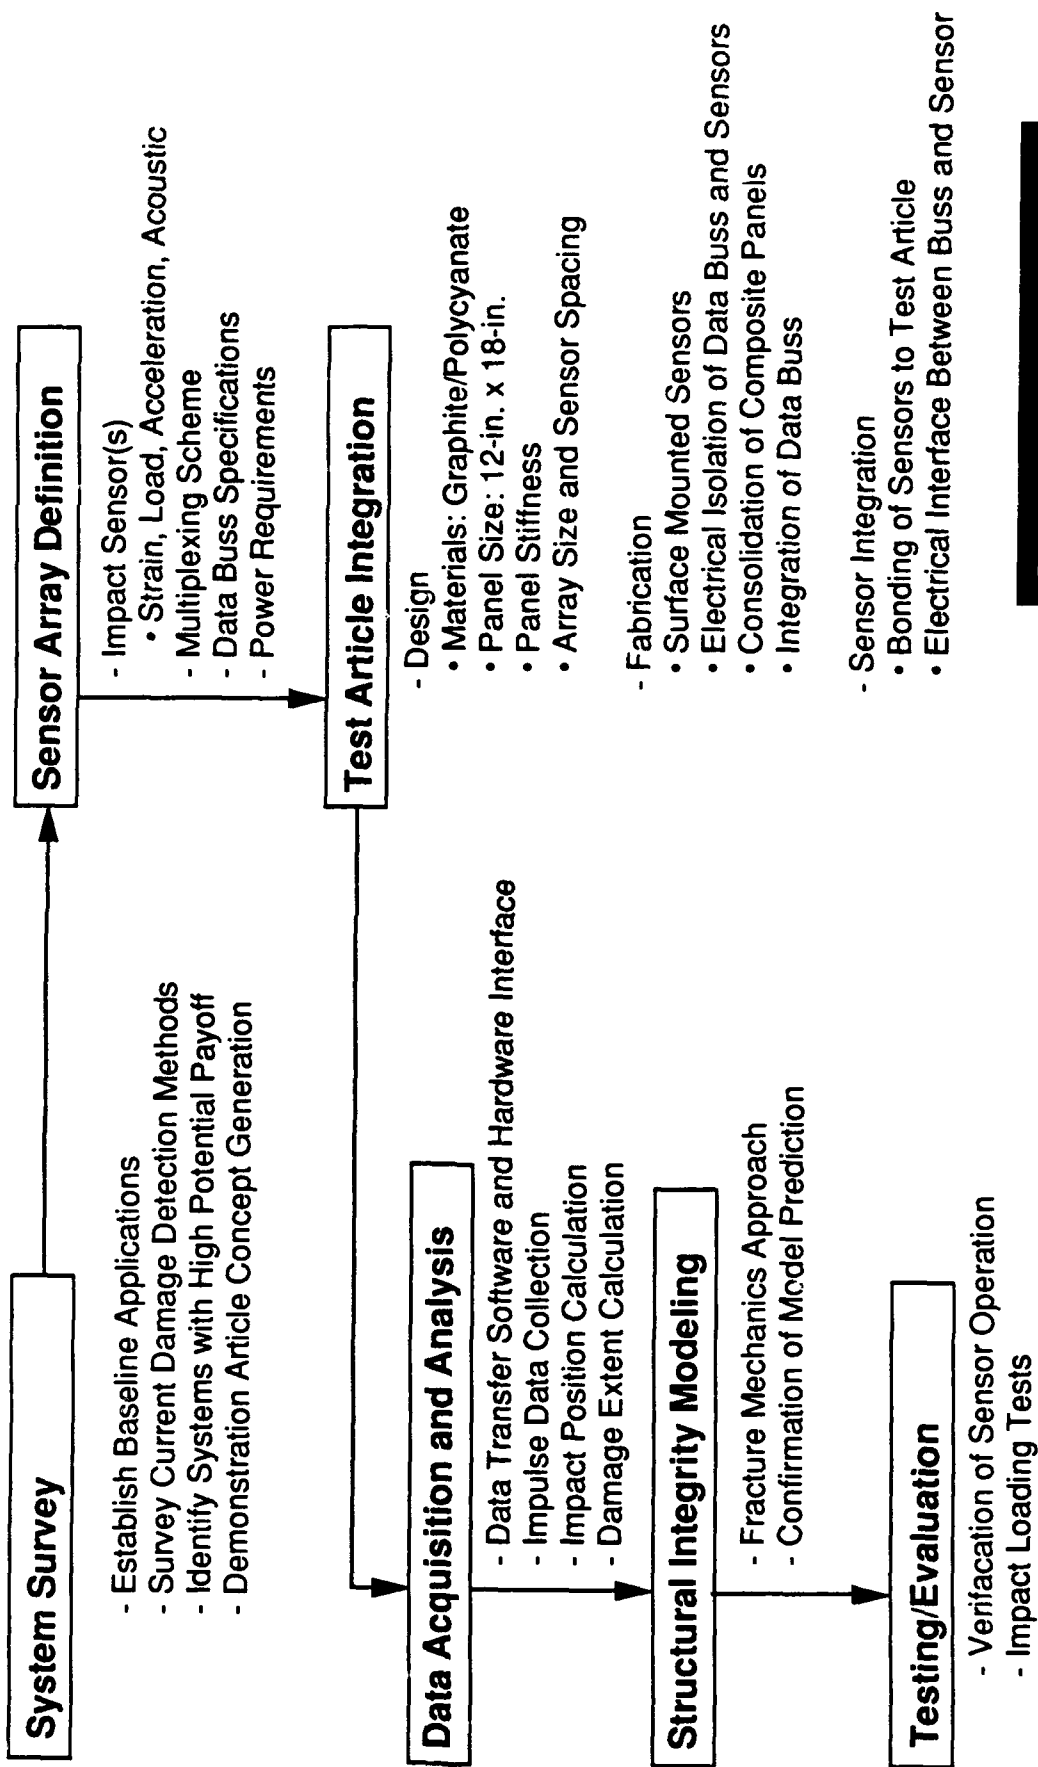 System Survey
- Establish Baseline Applications
- Survey Current Damage Detection Methods
- Identify Systems with High Potential Payoff
- Demonstration Article Concept Generation
Sensor Array Definition
- Impact Sensor(s)
• Strain, Load, Acceleration, Acoustic
- Multiplexing Scheme
- Data Buss Specifications
- Power Requirements
Test Article Integration
- Design
• Materials: Graphite/Polycyanate
• Panel Size: 12-in. x 18-in.
• Panel Stiffness
• Array Size and Sensor Spacing
- Fabrication
• Surface Mounted Sensors
• Electrical Isolation of Data Buss and Sensors
• Consolidation of Composite Panels
• Integration of Data Buss
- Sensor Integration
• Bonding of Sensors to Test Article
• Electrical Interface Between Buss and Sensor
Data Acquisition and Analysis
- Data Transfer Software and Hardware Interface
- Impulse Data Collection
- Impact Position Calculation
- Damage Extent Calculation
Structural Integrity Modeling
- Fracture Mechanics Approach
- Confirmation of Model Prediction
Testing/Evaluation
- Verifacation of Sensor Operation
- Impact Loading Tests